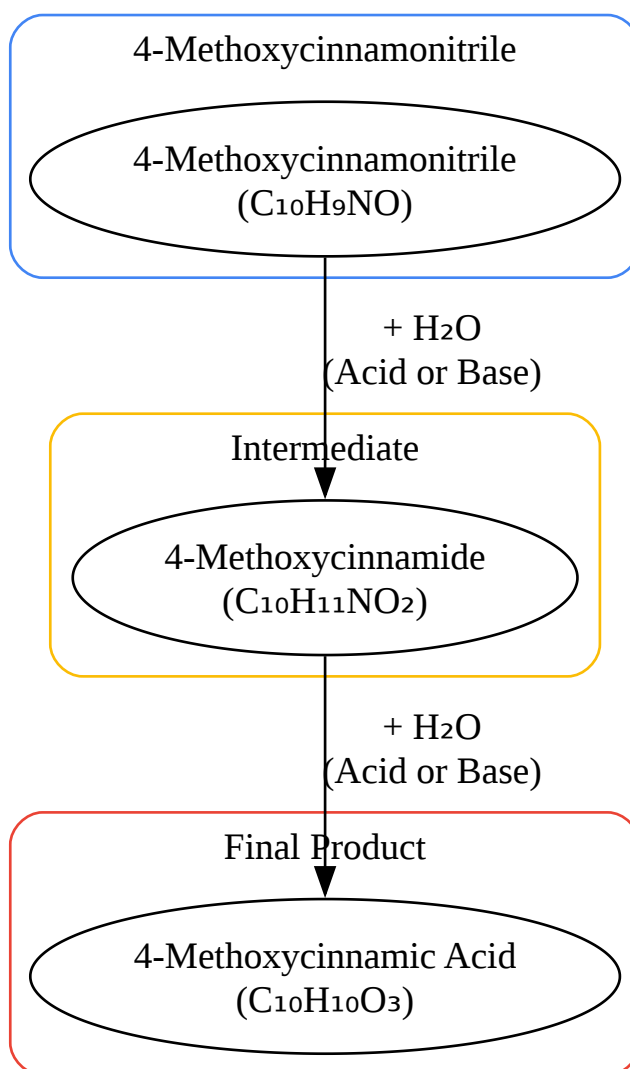 4-Methoxycinnamonitrile
4-Methoxycinnamonitrile
(C₁₀H₉NO)
+ H₂O
(Acid or Base)
Intermediate
4-Methoxycinnamide
(C₁₀H₁₁NO₂)
+ H₂O
(Acid or Base)
Final Product
4-Methoxycinnamic Acid
(C₁₀H₁₀O₃)